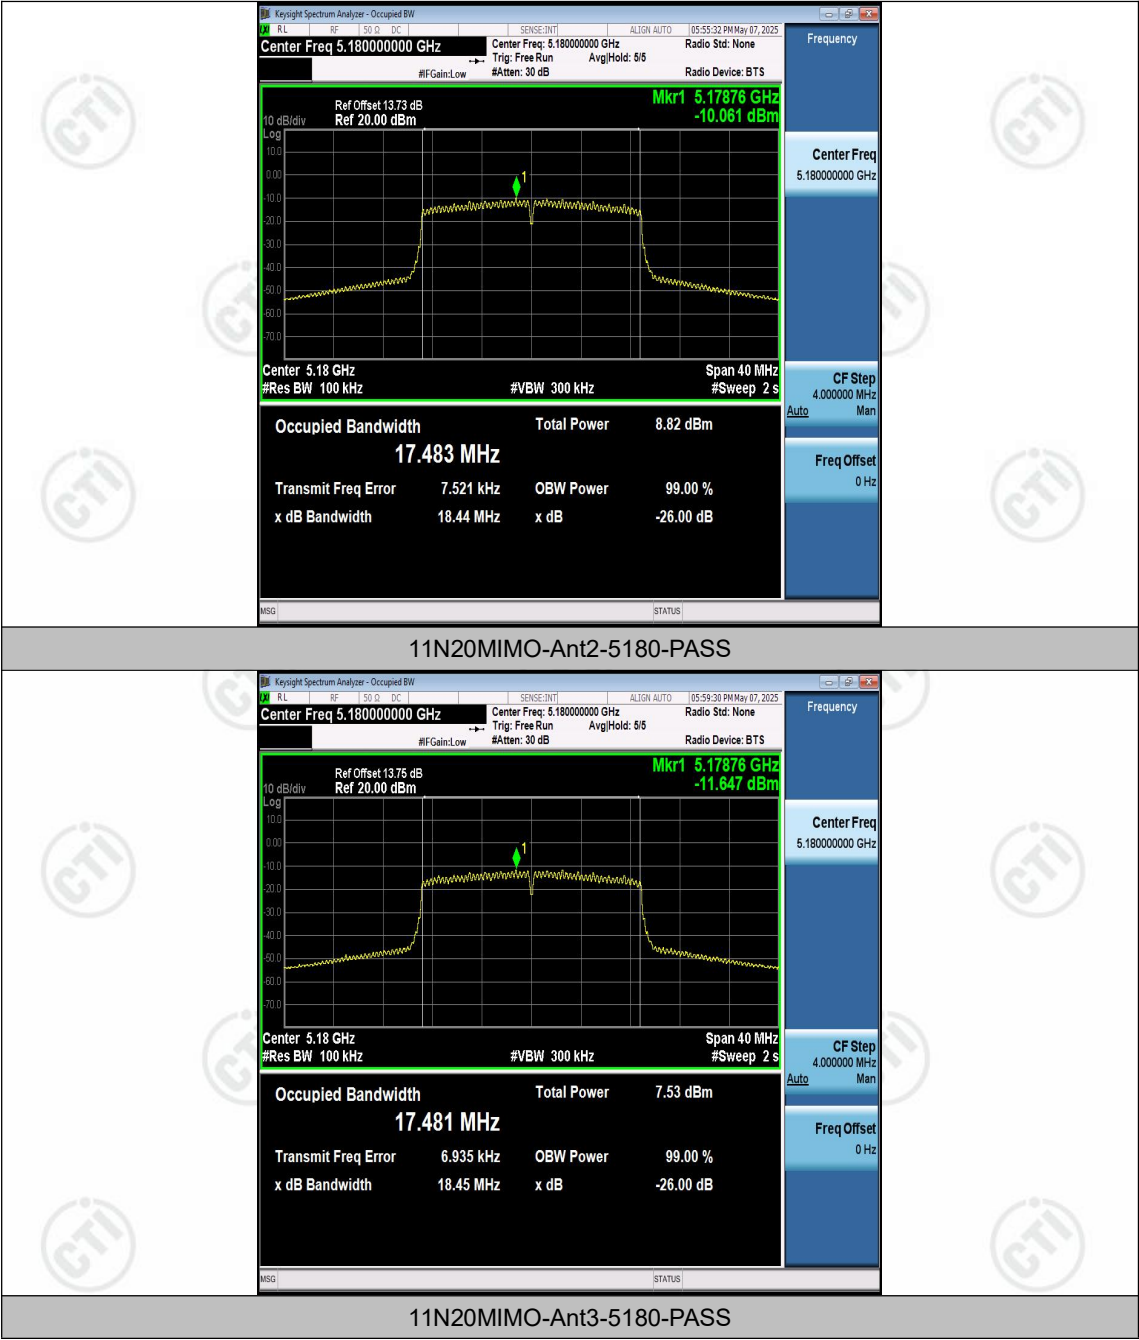 Keysight Spectrum Analyzer - Occupied BW
RL RF 50 Ω DC SENSE:INT ALIGN AUTO 05:55:32 PM May 07, 2025
Center Freq 5.180000000 GHz
Center Freq: 5.180000000 GHz
Radio Std: None
Trig: Free Run Avg|Hold: 5/5
#IFGain:Low #Atten: 30 dB Radio Device: BTS
Frequency
Mkr1 5.17876 GHz
-10.061 dBm
Ref Offset 13.73 dB
10 dB/div Ref 20.00 dBm
Log
10.0
0.00
-10.0
-20.0
-30.0
-40.0
-50.0
-60.0
-70.0
1
Center 5.18 GHz Span 40 MHz
#Res BW 100 kHz #VBW 300 kHz #Sweep 2 s
Center Freq
5.180000000 GHz
CF Step
4.000000 MHz
Auto Man
Freq Offset
0 Hz
Occupied Bandwidth Total Power 8.82 dBm
17.483 MHz
Transmit Freq Error 7.521 kHz OBW Power 99.00 %
x dB Bandwidth 18.44 MHz x dB -26.00 dB
MSG STATUS
11N20MIMO-Ant2-5180-PASS
Keysight Spectrum Analyzer - Occupied BW
RL RF 50 Ω DC SENSE:INT ALIGN AUTO 05:59:30 PM May 07, 2025
Center Freq 5.180000000 GHz
Center Freq: 5.180000000 GHz
Radio Std: None
Trig: Free Run Avg|Hold: 5/5
#IFGain:Low #Atten: 30 dB Radio Device: BTS
Frequency
Mkr1 5.17876 GHz
-11.647 dBm
Ref Offset 13.75 dB
10 dB/div Ref 20.00 dBm
Log
10.0
0.00
-10.0
-20.0
-30.0
-40.0
-50.0
-60.0
-70.0
1
Center 5.18 GHz Span 40 MHz
#Res BW 100 kHz #VBW 300 kHz #Sweep 2 s
Center Freq
5.180000000 GHz
CF Step
4.000000 MHz
Auto Man
Freq Offset
0 Hz
Occupied Bandwidth Total Power 7.53 dBm
17.481 MHz
Transmit Freq Error 6.935 kHz OBW Power 99.00 %
x dB Bandwidth 18.45 MHz x dB -26.00 dB
MSG STATUS
11N20MIMO-Ant3-5180-PASS
CTI
CTI
CTI
CTI
CTI
CTI
CTI
CTI